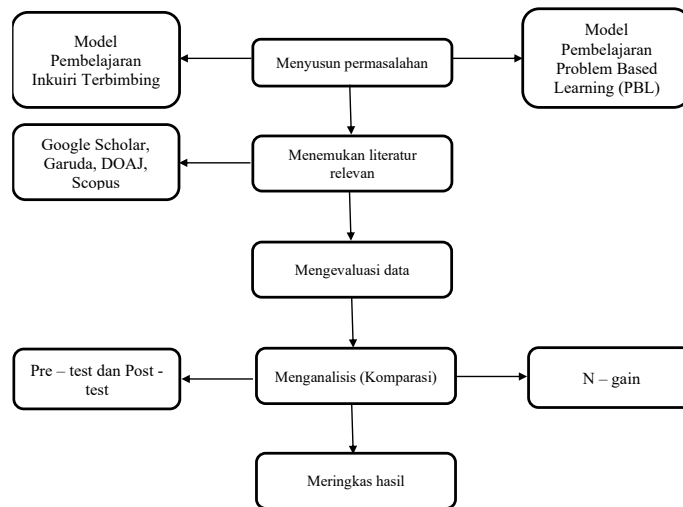 Model
Pembelajaran
Inkuiri Terbimbing
Menyusun permasalahan
Model
Pembelajaran
Problem Based
Learning (PBL)
Google Scholar,
Garuda, DOAJ,
Scopus
Menemukan literatur
relevan
Mengevaluasi data
Pre – test dan Post -
test
Menganalisis (Komparasi)
N – gain
Meringkas hasil